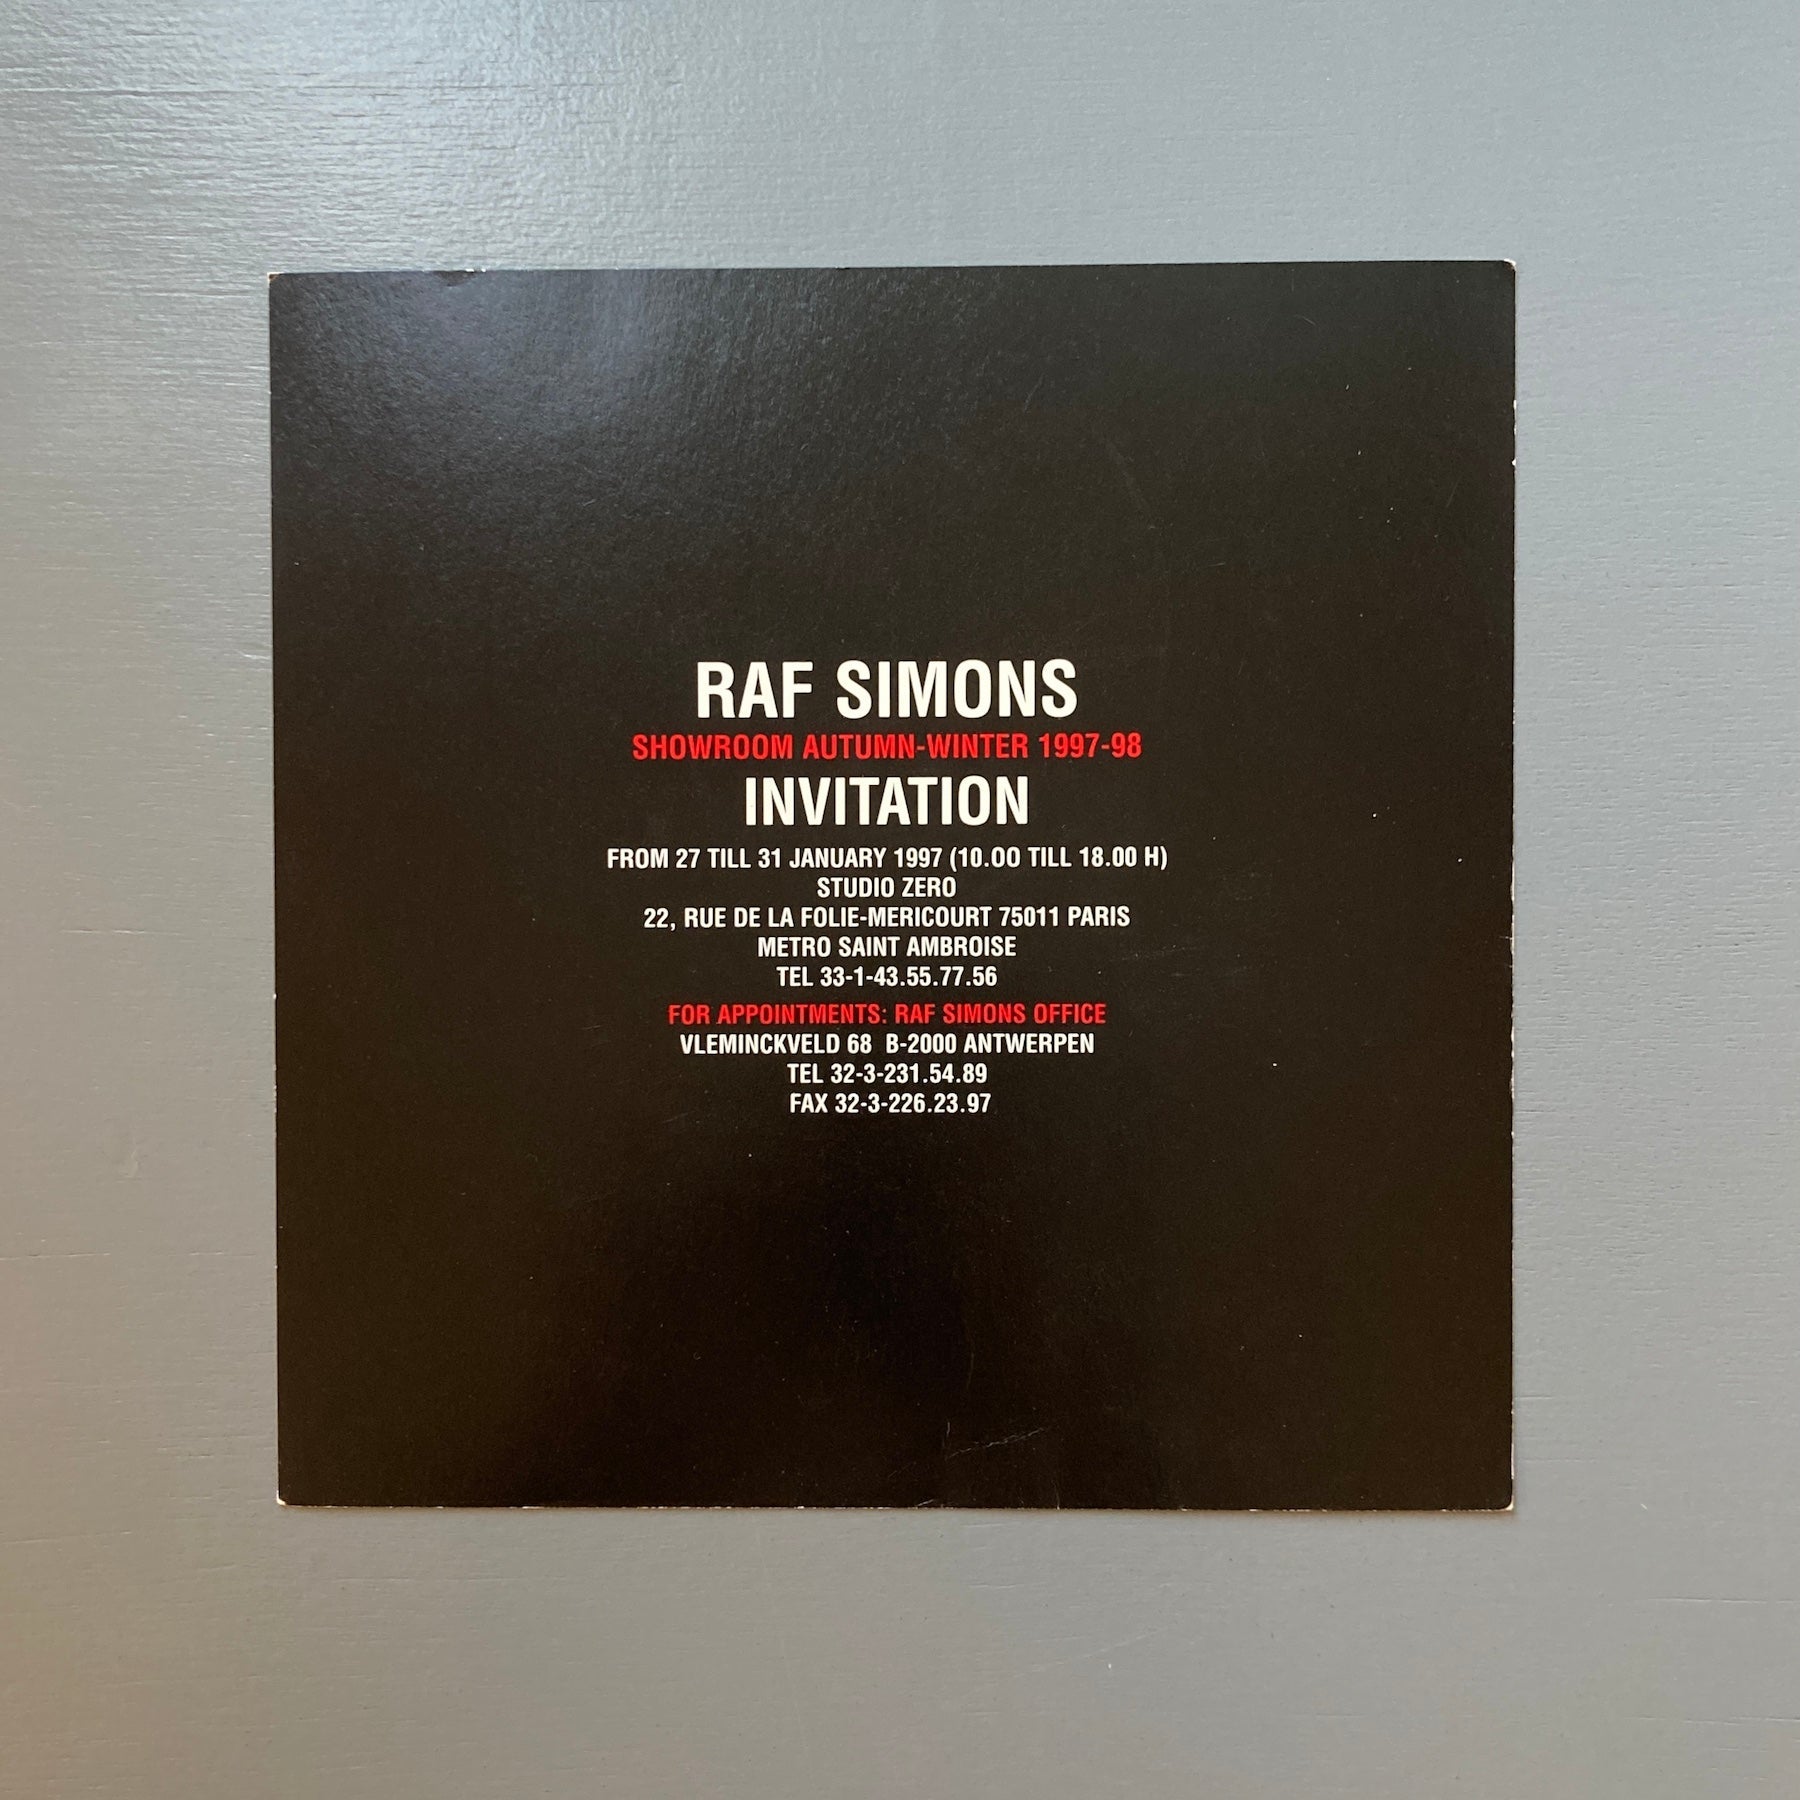 RAF SIMONS
SHOWROOM AUTUMN-WINTER 1997-98
INVITATION
FROM 27 TILL 31 JANUARY 1997 (10.00 TILL 18.00 H)
STUDIO ZERO
22, RUE DE LA FOLIE-MERICOURT 75011 PARIS
METRO SAINT AMBROISE
TEL 33-1-43.55.77.56
FOR APPOINTMENTS: RAF SIMONS OFFICE
VLEMINCKVELD 68 B-2000 ANTWERPEN
TEL 32-3-231.54.89
FAX 32-3-226.23.97